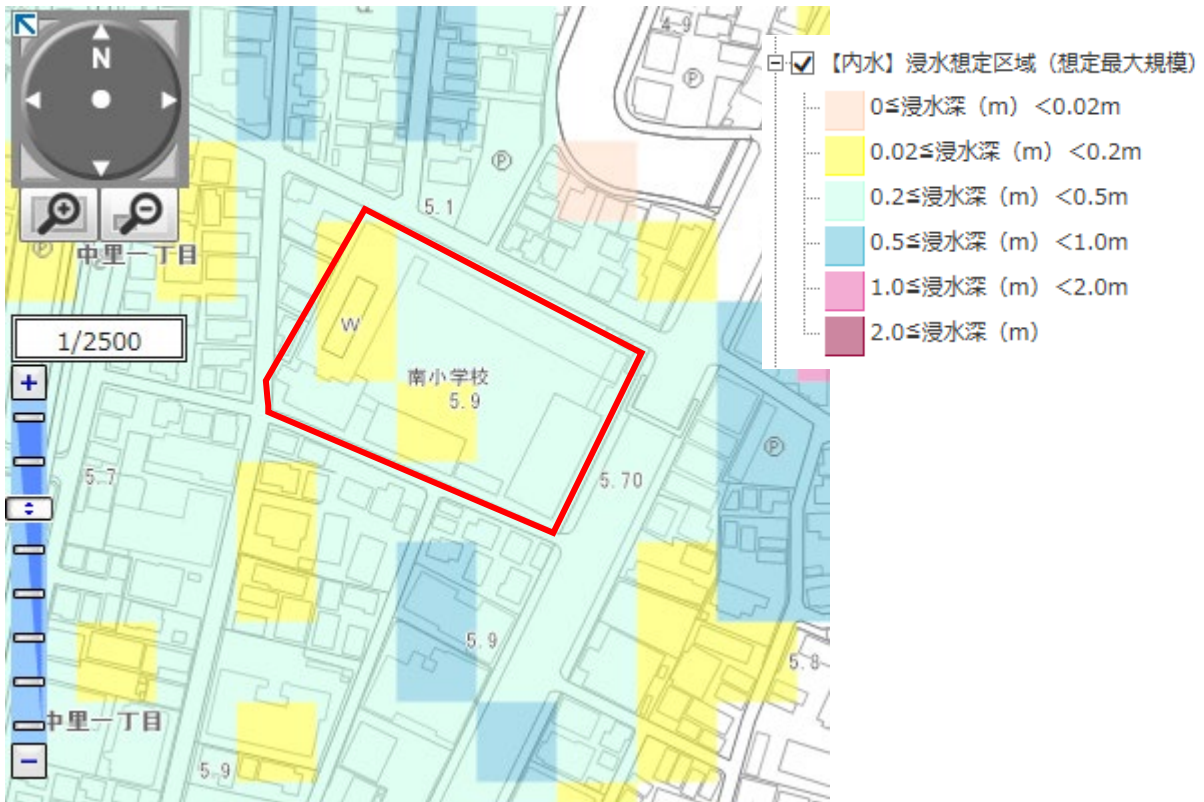 N
中里一丁目
1/2500
+
−
4-9
Ⓟ
Ⓟ
Ⓟ
Ⓟ
5.1
W
南小学校
5.9
5.7
5.70
5.9
5.8
中里一丁目
5.9
【内水】浸水想定区域（想定最大規模）
0≦浸水深（m）<0.02m
0.02≦浸水深（m）<0.2m
0.2≦浸水深（m）<0.5m
0.5≦浸水深（m）<1.0m
1.0≦浸水深（m）<2.0m
2.0≦浸水深（m）